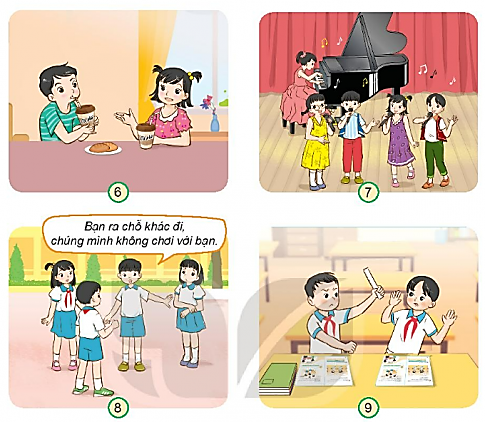 6
7
Bạn ra chỗ khác đi,
chúng mình không chơi với bạn.
8
9